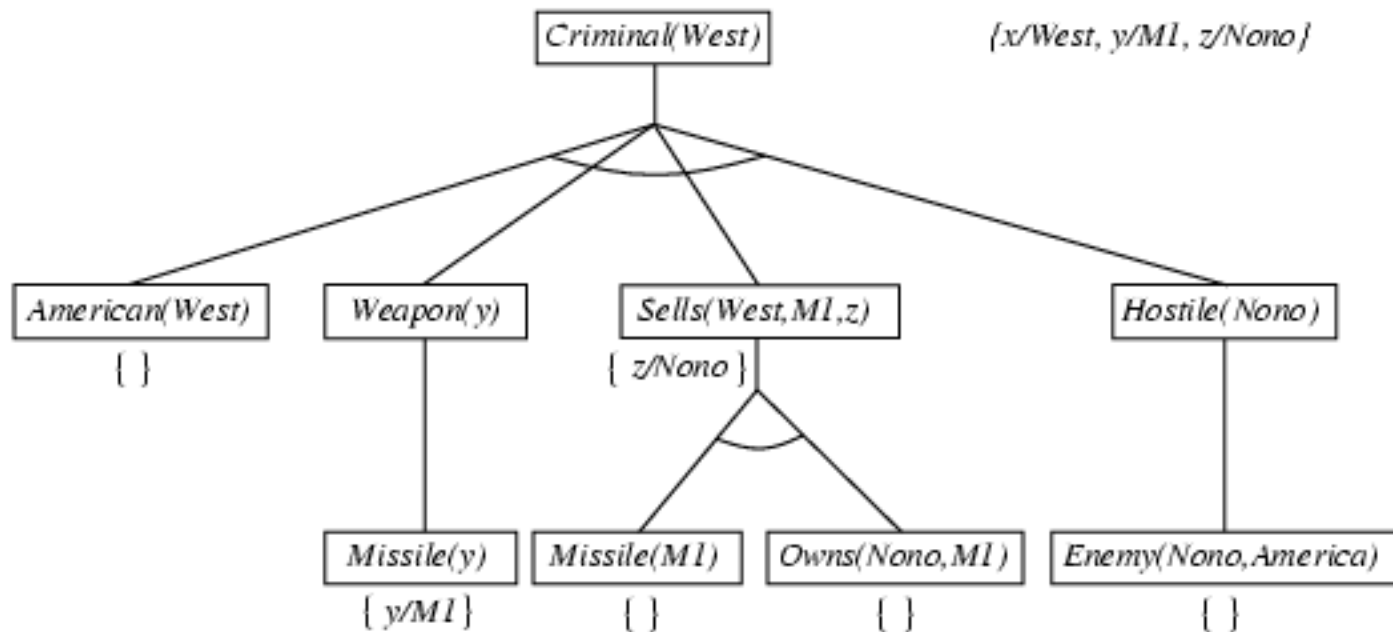 Criminal(West)
{x/West, y/M1, z/Nono}
American(West)
Weapon(y)
Sells(West,M1,z)
Hostile(Nono)
{ }
{ z/Nono }
Missile(y)
Missile(M1)
Owns(Nono,M1)
Enemy(Nono,America)
{ y/M1 }
{ }
{ }
{ }